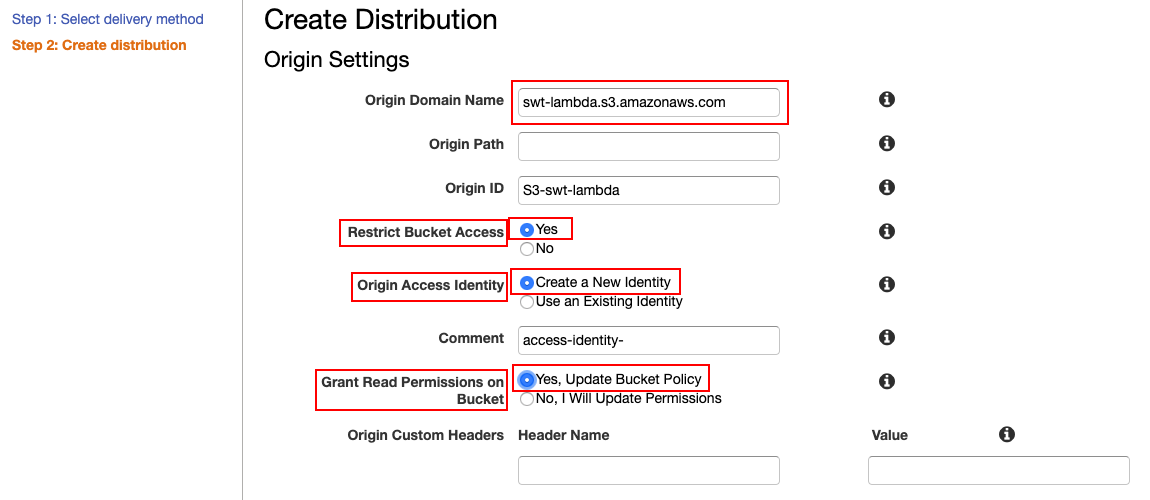 Step 1: Select delivery method
Step 2: Create distribution
Create Distribution
Origin Settings
Origin Domain Name
swt-lambda.s3.amazonaws.com
Origin Path
Origin ID
S3-swt-lambda
Restrict Bucket Access
Yes
No
Origin Access Identity
Create a New Identity
Use an Existing Identity
Comment
access-identity-
Grant Read Permissions on
Bucket
Yes, Update Bucket Policy
No, I Will Update Permissions
Origin Custom Headers
Header Name
Value